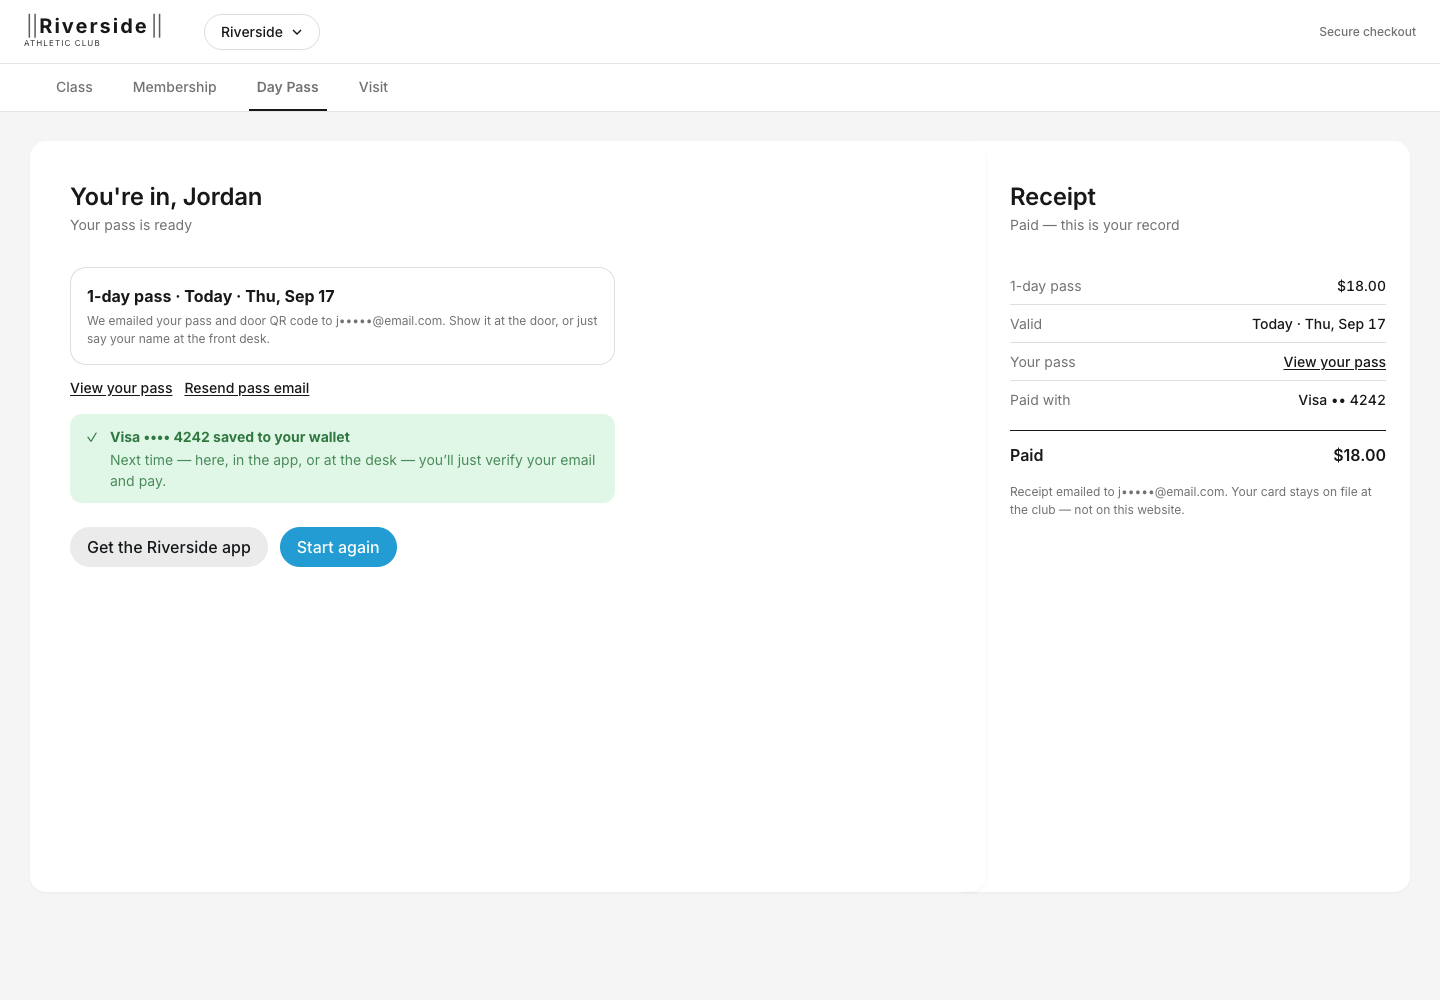 Riverside
ATHLETIC CLUB
Riverside
Secure checkout
Class
Membership
Day Pass
Visit
You're in, Jordan
Your pass is ready
1-day pass · Today · Thu, Sep 17
We emailed your pass and door QR code to j•••••@email.com. Show it at the door, or just
say your name at the front desk.
View your pass
Resend pass email
Visa •••• 4242 saved to your wallet
Next time — here, in the app, or at the desk — you’ll just verify your email
and pay.
Get the Riverside app
Start again
Receipt
Paid — this is your record
1-day pass $18.00
Valid Today · Thu, Sep 17
Your pass View your pass
Paid with Visa •• 4242
Paid $18.00
Receipt emailed to j•••••@email.com. Your card stays on file at
the club — not on this website.